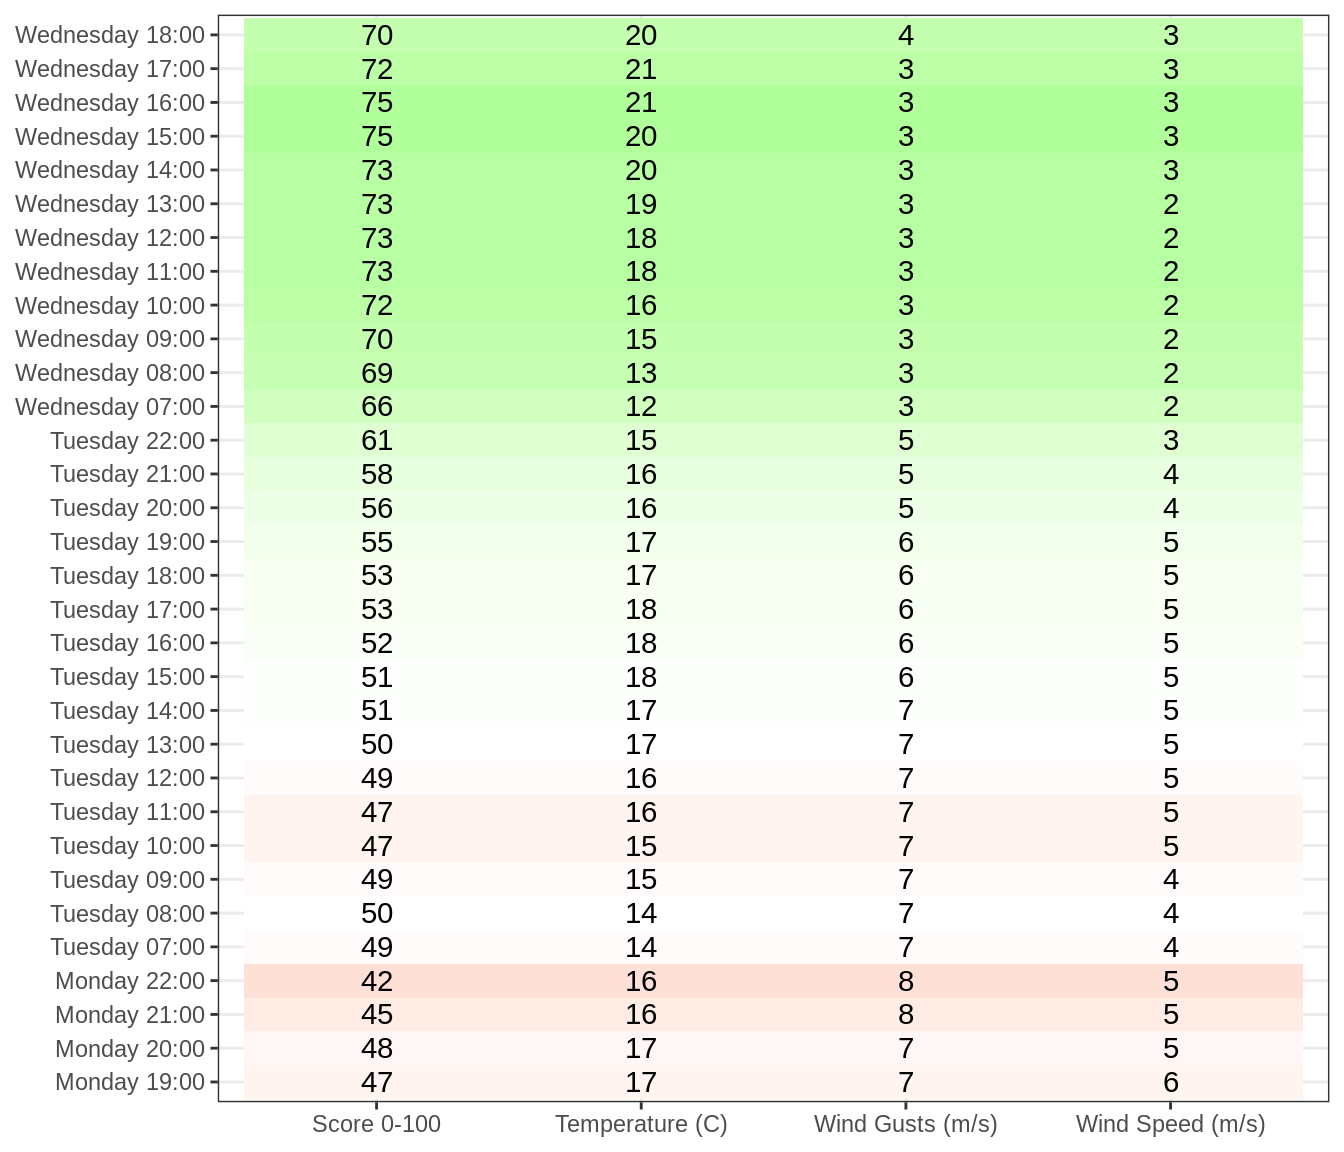 Wednesday 18:00 70 20 4 3
Wednesday 17:00 72 21 3 3
Wednesday 16:00 75 21 3 3
Wednesday 15:00 75 20 3 3
Wednesday 14:00 73 20 3 3
Wednesday 13:00 73 19 3 2
Wednesday 12:00 73 18 3 2
Wednesday 11:00 73 18 3 2
Wednesday 10:00 72 16 3 2
Wednesday 09:00 70 15 3 2
Wednesday 08:00 69 13 3 2
Wednesday 07:00 66 12 3 2
Tuesday 22:00 61 15 5 3
Tuesday 21:00 58 16 5 4
Tuesday 20:00 56 16 5 4
Tuesday 19:00 55 17 6 5
Tuesday 18:00 53 17 6 5
Tuesday 17:00 53 18 6 5
Tuesday 16:00 52 18 6 5
Tuesday 15:00 51 18 6 5
Tuesday 14:00 51 17 7 5
Tuesday 13:00 50 17 7 5
Tuesday 12:00 49 16 7 5
Tuesday 11:00 47 16 7 5
Tuesday 10:00 47 15 7 5
Tuesday 09:00 49 15 7 4
Tuesday 08:00 50 14 7 4
Tuesday 07:00 49 14 7 4
Monday 22:00 42 16 8 5
Monday 21:00 45 16 8 5
Monday 20:00 48 17 7 5
Monday 19:00 47 17 7 6
Score 0-100 Temperature (C) Wind Gusts (m/s) Wind Speed (m/s)